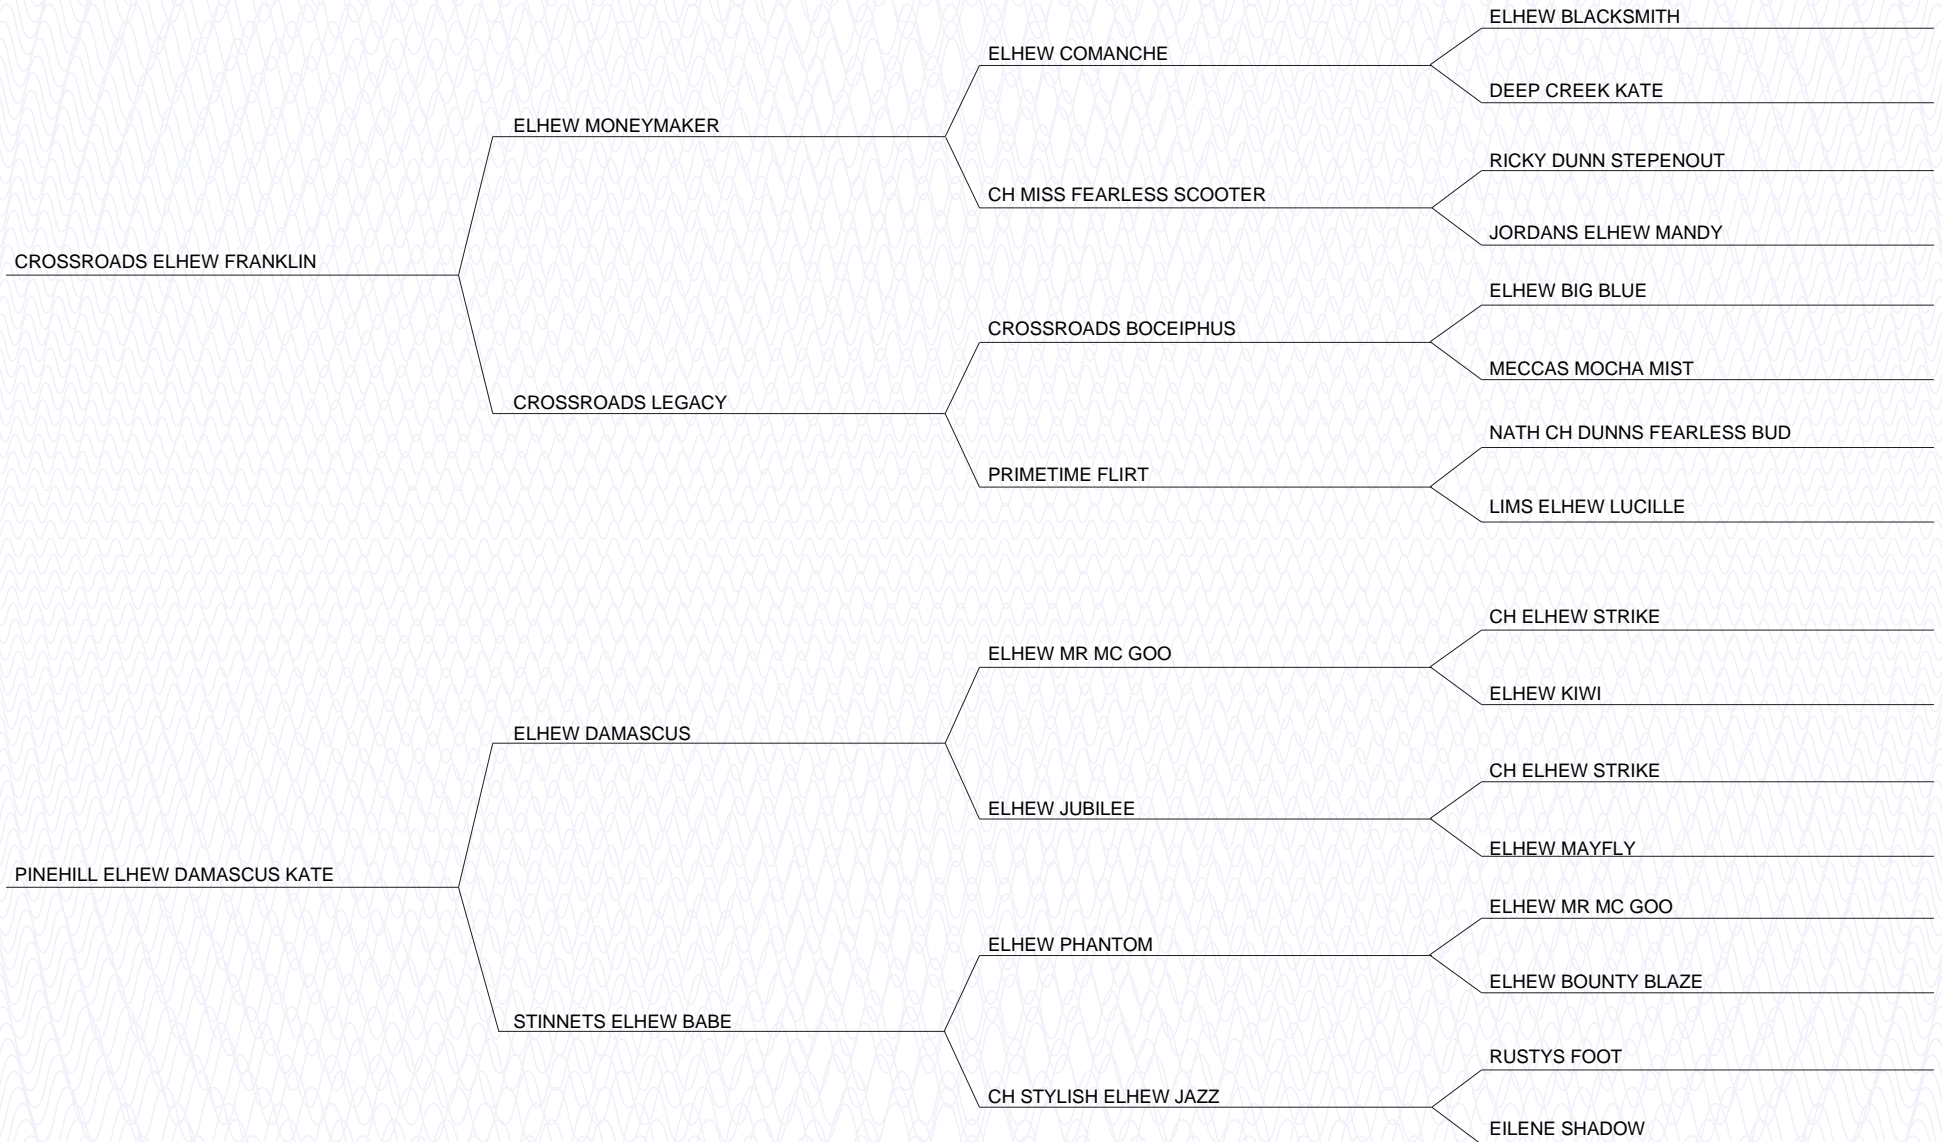 ELHEW BLACKSMITH
ELHEW COMANCHE
DEEP CREEK KATE
ELHEW MONEYMAKER
RICKY DUNN STEPENOUT
CH MISS FEARLESS SCOOTER
JORDANS ELHEW MANDY
CROSSROADS ELHEW FRANKLIN
ELHEW BIG BLUE
CROSSROADS BOCEIPHUS
MECCAS MOCHA MIST
CROSSROADS LEGACY
NATH CH DUNNS FEARLESS BUD
PRIMETIME FLIRT
LIMS ELHEW LUCILLE
CH ELHEW STRIKE
ELHEW MR MC GOO
ELHEW KIWI
ELHEW DAMASCUS
CH ELHEW STRIKE
ELHEW JUBILEE
ELHEW MAYFLY
PINEHILL ELHEW DAMASCUS KATE
ELHEW MR MC GOO
ELHEW PHANTOM
ELHEW BOUNTY BLAZE
STINNETS ELHEW BABE
RUSTYS FOOT
CH STYLISH ELHEW JAZZ
EILENE SHADOW